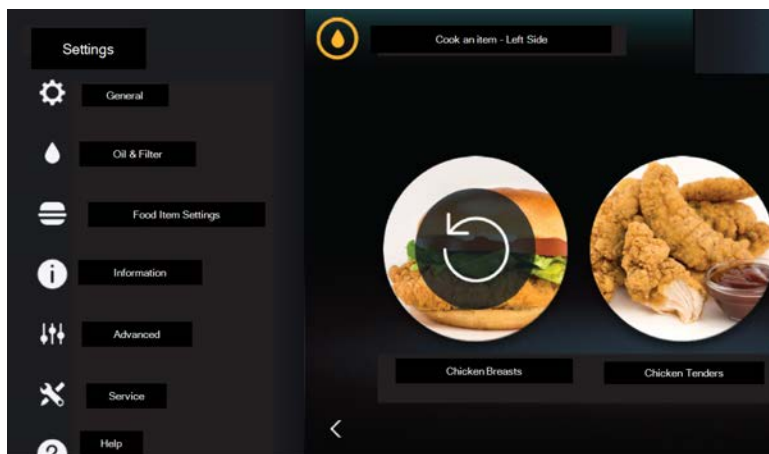 Settings
General
Oil & Filter
Food Item Settings
Information
Advanced
Service
Help
Cook an item - Left Side
Chicken Breasts
Chicken Tenders